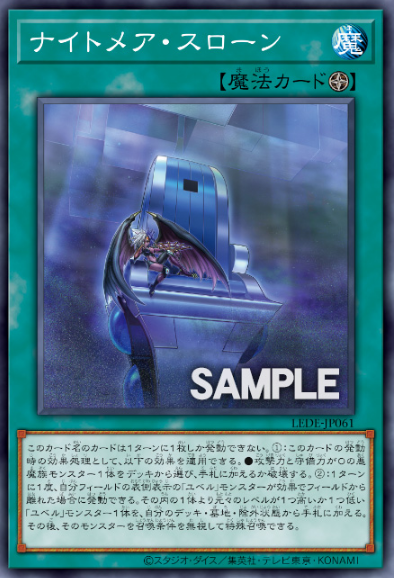 ナイトメア・スローン
魔
【魔法カード】
SAMPLE
LEDE-JP061
このカード名のカードは1ターンに1枚しか発動できない。①:このカードの発動
時の効果処理として、以下の効果を適用できる。●攻撃力と守備力が0の悪
魔族モンスター1体をデッキから選び、手札に加えるか破壊する。②:1ターン
に1度、自分フィールドの表側表示の「ユベル」モンスターが効果でフィールドから
離れた場合に発動できる。その内の1体より元々のレベルが1つ高いか1つ低い
「ユベル」モンスター1体を、自分のデッキ・墓地・除外状態から手札に加える。
その後、そのモンスターを召喚条件を無視して特殊召喚できる。
©スタジオ・ダイス/集英社・テレビ東京・KONAMI